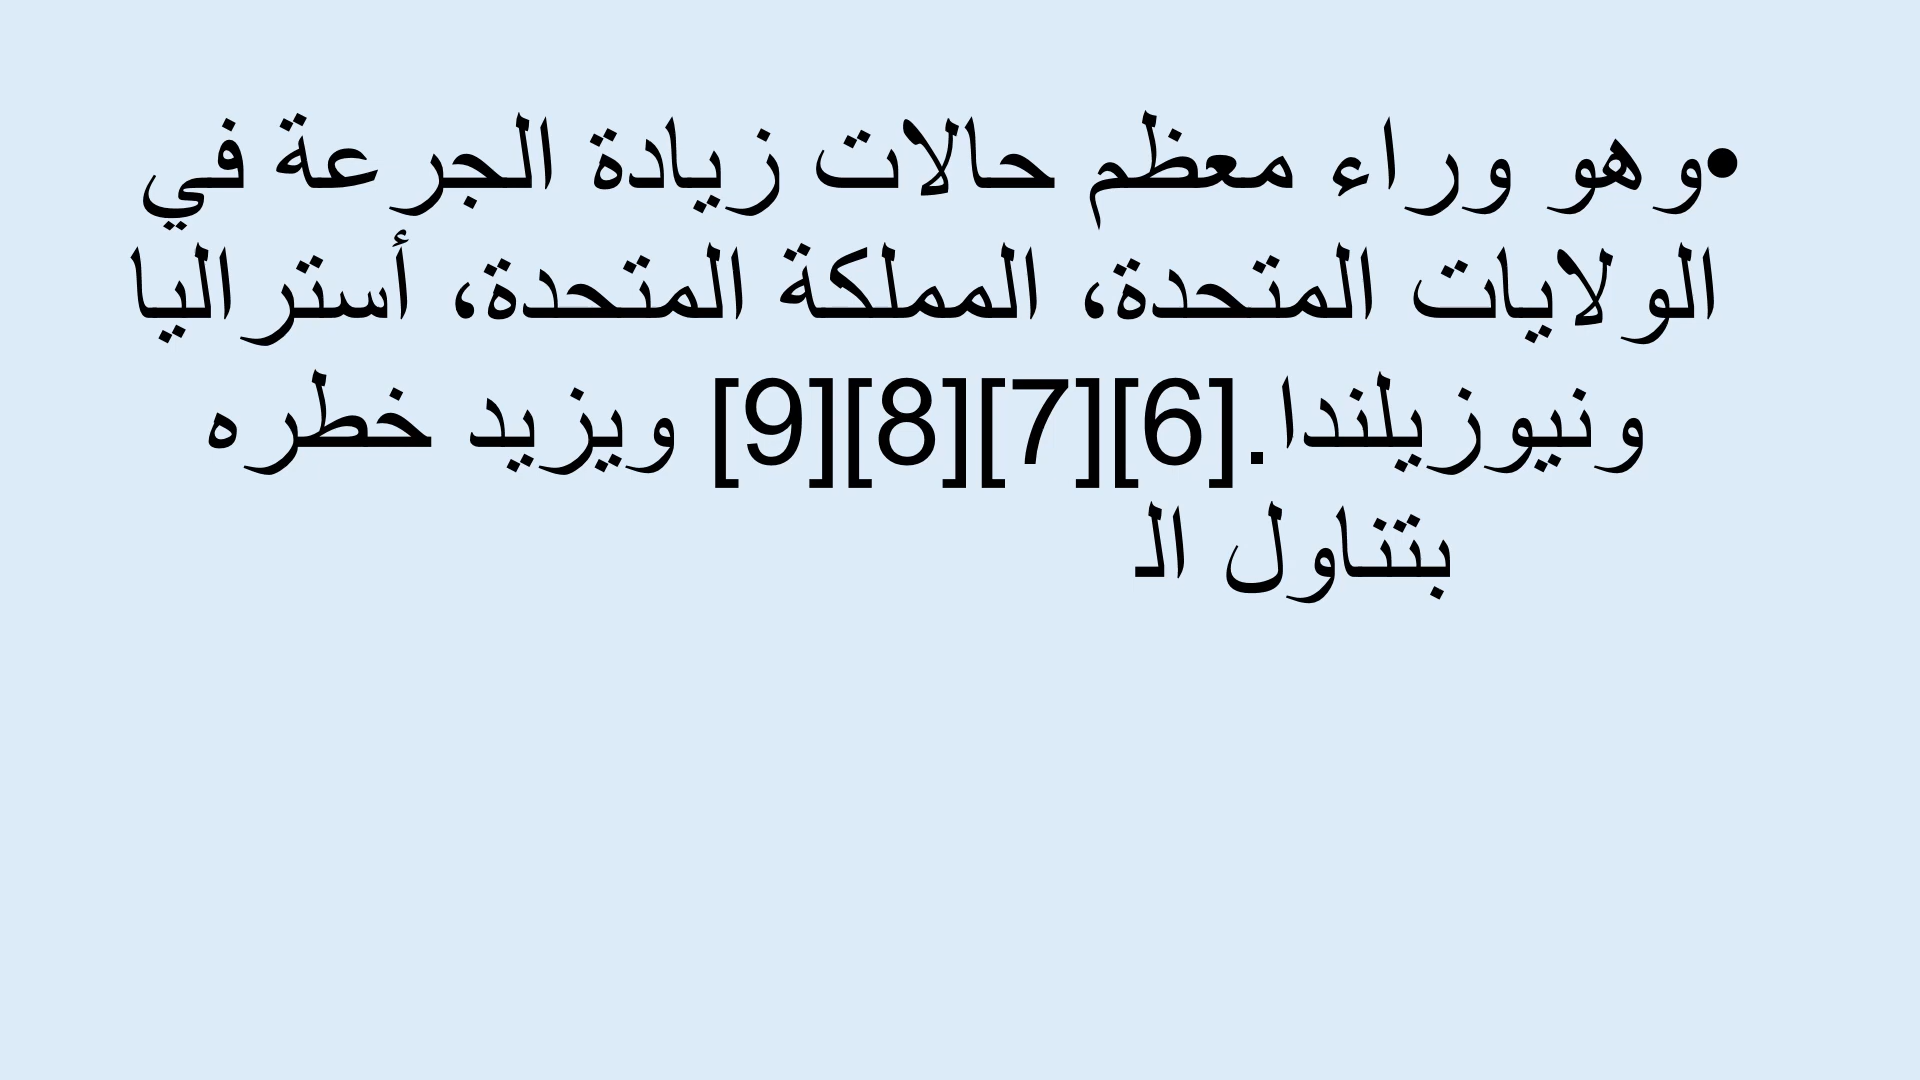 •وهو وراء معظم حالات زيادة الجرعة في
الولايات المتحدة، المملكة المتحدة، أستراليا
ونيوزيلندا.[6][7][8][9] ويزيد خطره
بتناول الـ